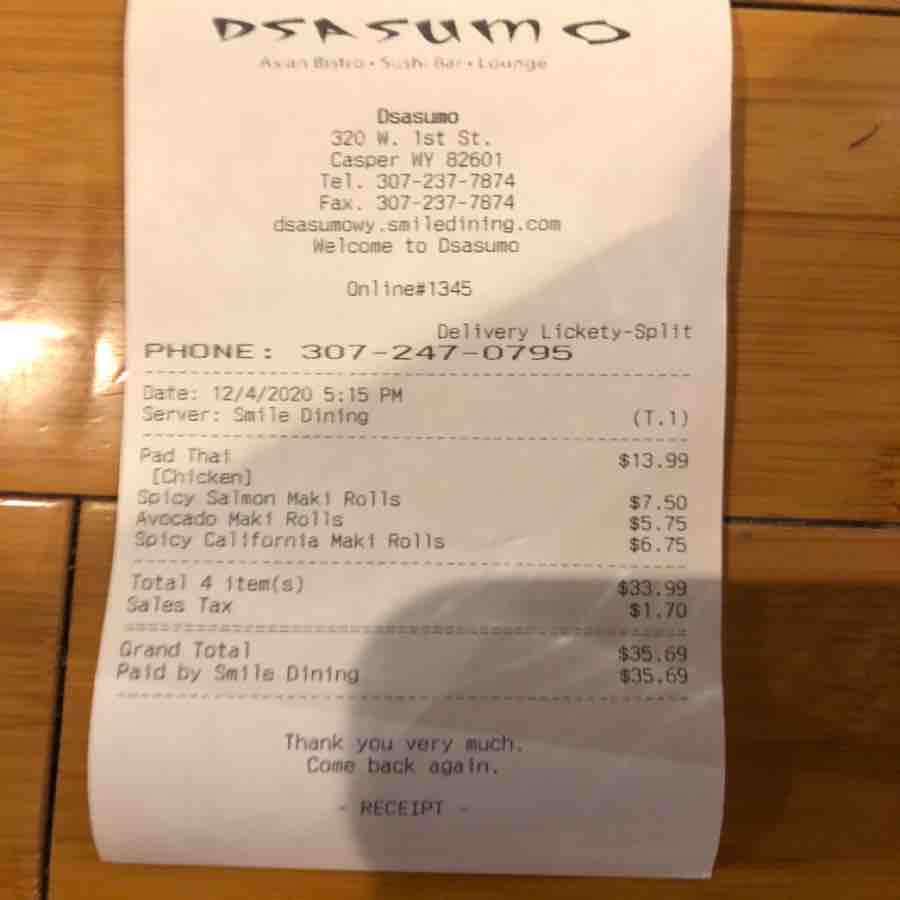 DSASUMO
Asian Bistro • Sushi Bar • Lounge
Dsasumo
320 W. 1st St.
Casper WY 82601
Tel. 307-237-7874
Fax. 307-237-7874
dsasumowy.smiledining.com
Welcome to Dsasumo
Online#1345
Delivery Lickety-Split
PHONE: 307-247-0795
Date: 12/4/2020 5:15 PM
Server: Smile Dining (T.1)
Pad Thai $13.99
[Chicken]
Spicy Salmon Maki Rolls $7.50
Avocado Maki Rolls $5.75
Spicy California Maki Rolls $6.75
Total 4 item(s) $33.99
Sales Tax $1.70
Grand Total $35.69
Paid by Smile Dining $35.69
Thank you very much.
Come back again.
- RECEIPT -